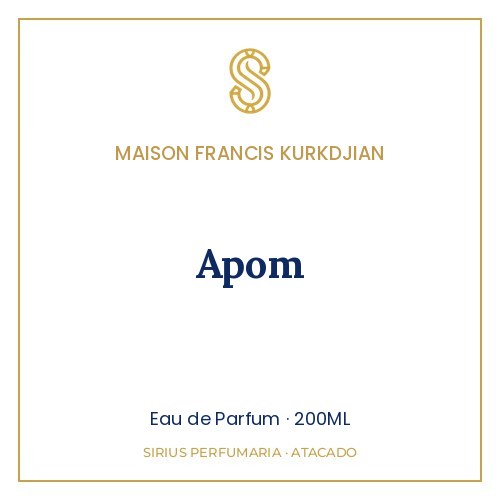 MAISON FRANCIS KURKDJIAN
Apom
Eau de Parfum · 200ML
SIRIUS PERFUMARIA · ATACADO